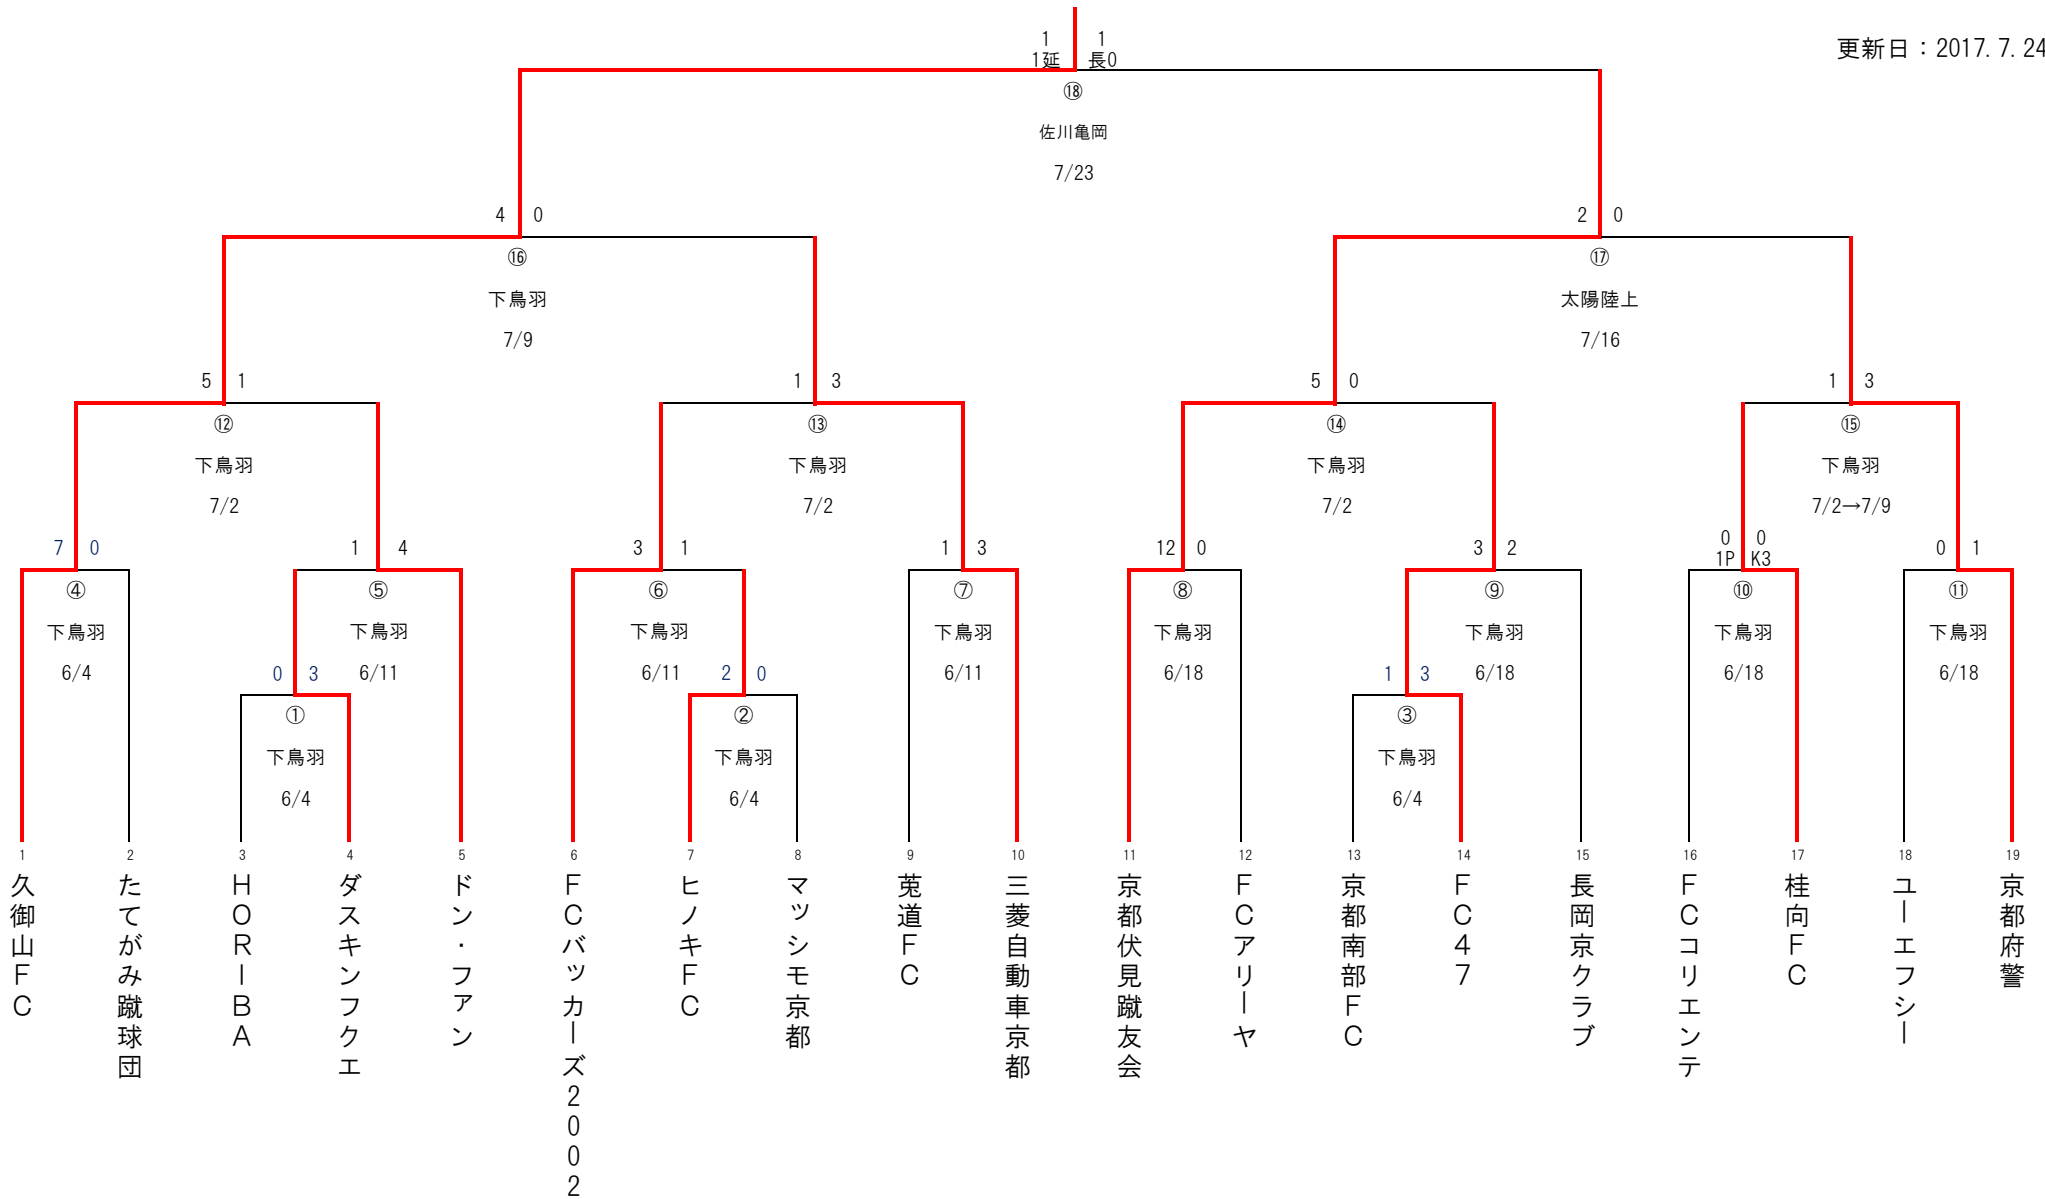 更新日：2017.7.24
1 1
1延 長0
⑱
佐川亀岡
7/23
4 0
⑯
下鳥羽
7/9
2 0
⑰
太陽陸上
7/16
5 1
⑫
下鳥羽
7/2
1 3
⑬
下鳥羽
7/2
5 0
⑭
下鳥羽
7/2
1 3
⑮
下鳥羽
7/2→7/9
7 0
④
下鳥羽
6/4
1 4
⑤
下鳥羽
6/11
3 1
⑥
下鳥羽
6/11
1 3
⑦
下鳥羽
6/11
12 0
⑧
下鳥羽
6/18
3 2
⑨
下鳥羽
6/18
0 0
1P K3
⑩
下鳥羽
6/18
0 1
⑪
下鳥羽
6/18
0 3
①
下鳥羽
6/4
2 0
②
下鳥羽
6/4
1 3
③
下鳥羽
6/4
1
久御山ＦＣ
2
たてがみ蹴球団
3
ＨＯＲＩＢＡ
4
ダスキンフクエ
5
ドン・ファン
6
ＦＣバッカーズ２００２
7
ヒノキＦＣ
8
マッシモ京都
9
莵道ＦＣ
10
三菱自動車京都
11
京都伏見蹴友会
12
ＦＣアリーヤ
13
京都南部ＦＣ
14
ＦＣ４７
15
長岡京クラブ
16
ＦＣコリエンテ
17
桂向ＦＣ
18
ユーエフシー
19
京都府警